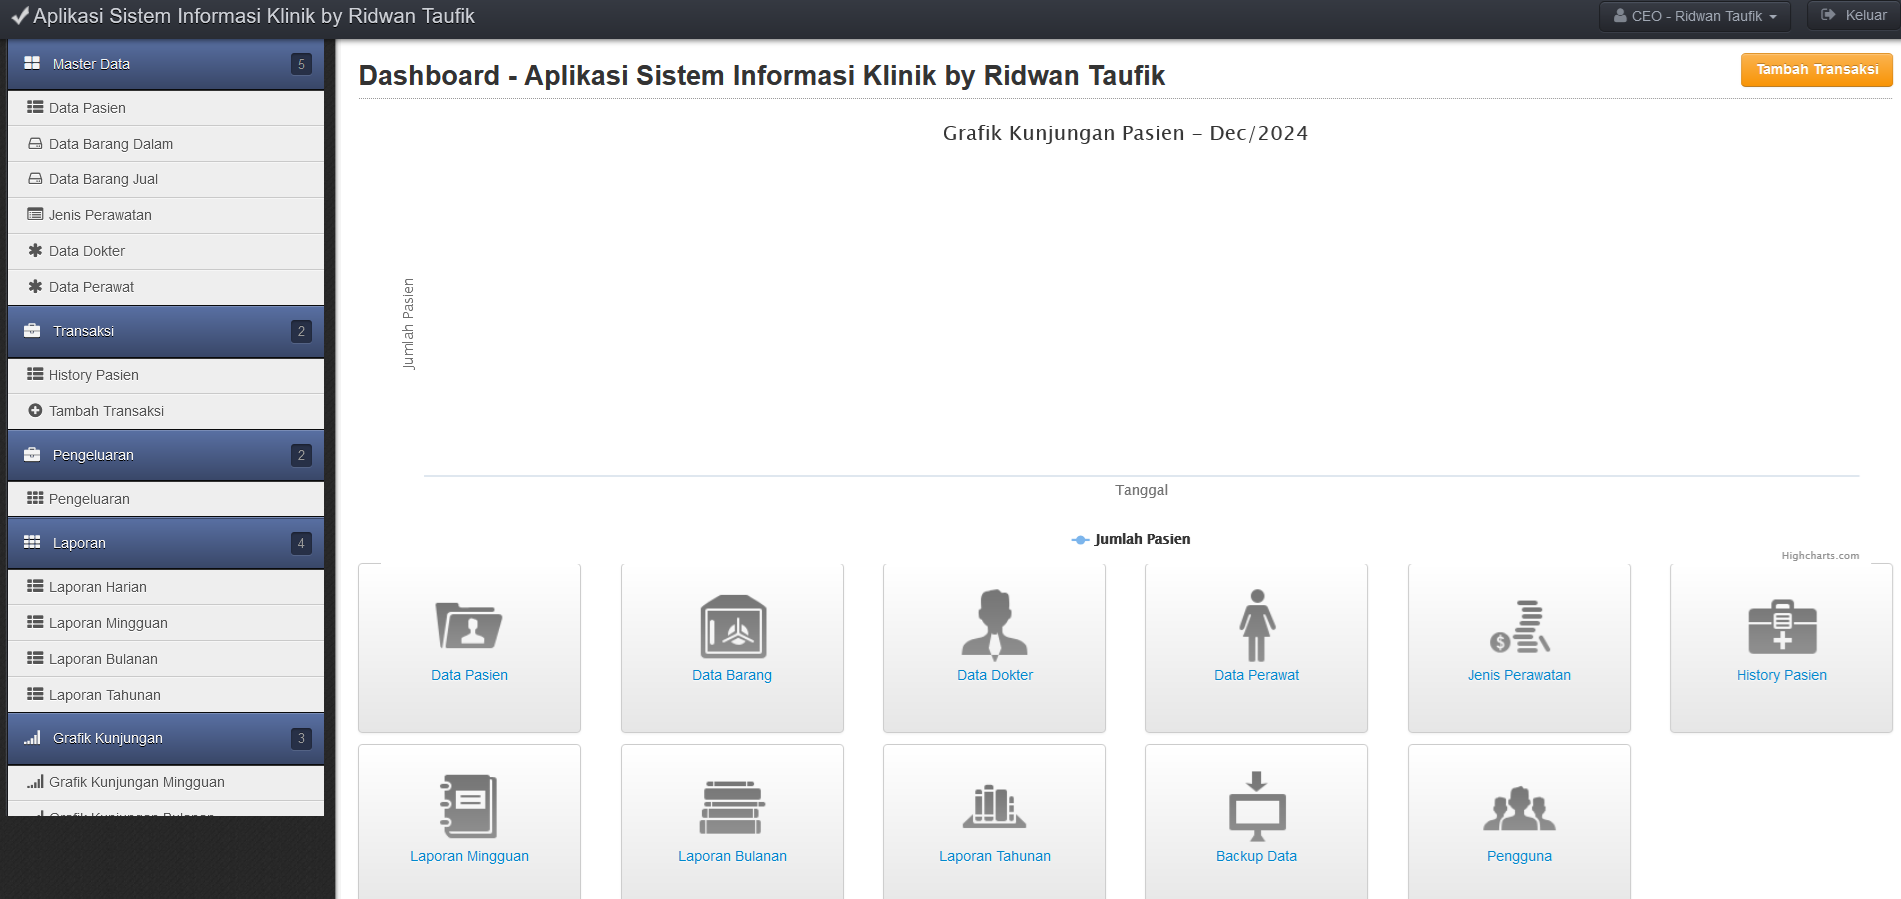 Aplikasi Sistem Informasi Klinik by Ridwan Taufik
CEO - Ridwan Taufik
Keluar
Master Data 5
Data Pasien
Data Barang Dalam
Data Barang Jual
Jenis Perawatan
Data Dokter
Data Perawat
Transaksi 2
History Pasien
Tambah Transaksi
Pengeluaran 2
Pengeluaran
Laporan 4
Laporan Harian
Laporan Mingguan
Laporan Bulanan
Laporan Tahunan
Grafik Kunjungan 3
Grafik Kunjungan Mingguan
Grafik Kunjungan Bulanan
Dashboard - Aplikasi Sistem Informasi Klinik by Ridwan Taufik
Tambah Transaksi
Grafik Kunjungan Pasien - Dec/2024
Jumlah Pasien
Tanggal
Jumlah Pasien
Highcharts.com
Data Pasien
Data Barang
Data Dokter
Data Perawat
Jenis Perawatan
History Pasien
Laporan Mingguan
Laporan Bulanan
Laporan Tahunan
Backup Data
Pengguna